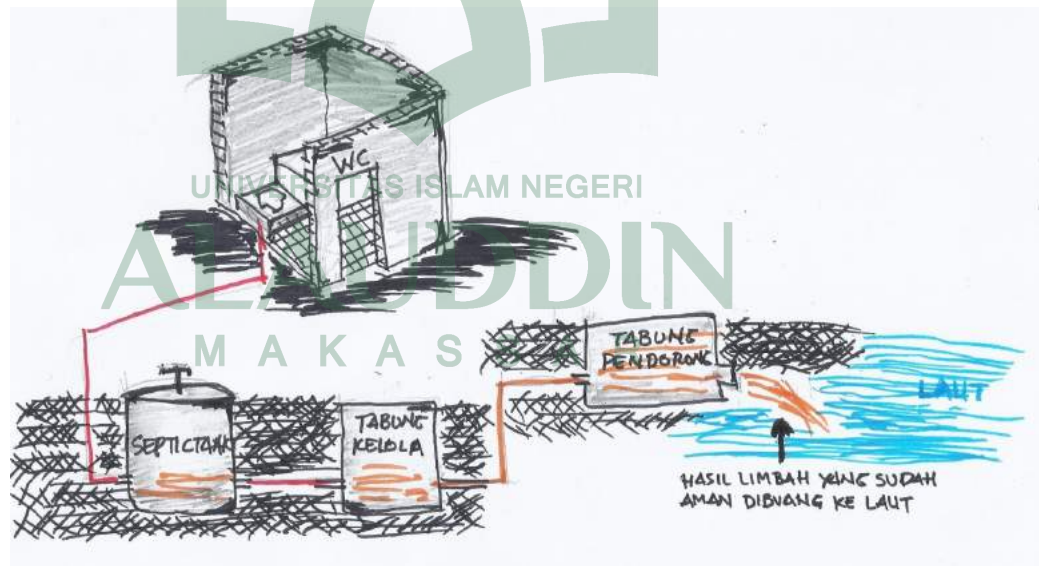 WC
UNIVERSITAS ISLAM NEGERI
ALAUDDIN
MAKASSAR
SEPTICTANK
TABUNG
KELOLA
TABUNG
PENDORONG
LAUT
HASIL LIMBAH YANG SUDAH
AMAN DIBUANG KE LAUT